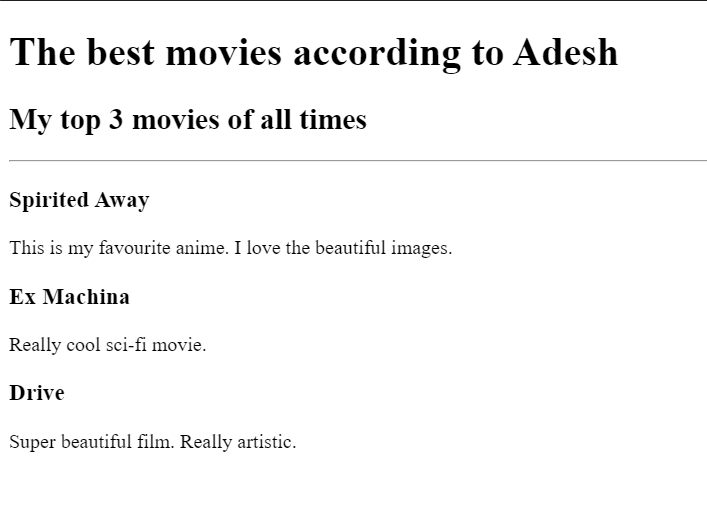 The best movies according to Adesh
My top 3 movies of all times
Spirited Away
This is my favourite anime. I love the beautiful images.
Ex Machina
Really cool sci-fi movie.
Drive
Super beautiful film. Really artistic.